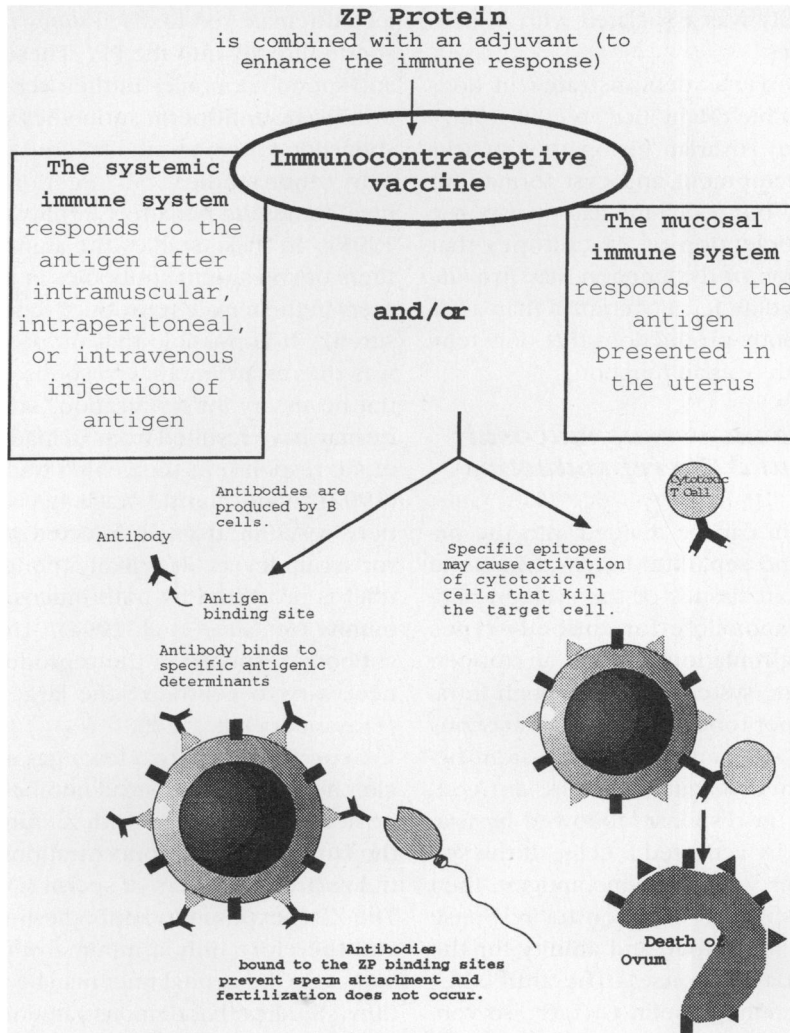 ZP Protein
is combined with an adjuvant (to
enhance the immune response)
Immunocontraceptive
vaccine
The systenic
immune system
responds to the
antigen after
intramuscular,
intraperitoneal,
or intravenous
injection of
antigen
The mucosal
immune system
responds to the
antigen
presented in
the uterus
and/or
Antibodies are
produced by B
cells.
Antibody
Antigen
binding site
Antibody binds to
specific antigenic
determinants
Cytotoxic
T Cell
Specific epitopes
may cause activation
of cytotoxic T
cells that kill
the target cell.
Antibodies
bound to the ZP binding sites
prevent sperm attachment and
fertilization does not occur.
Death of
Ovum